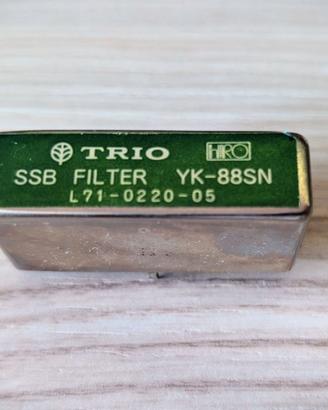 TRIO HIRO
SSB FILTER YK-88SN
L71-0220-05